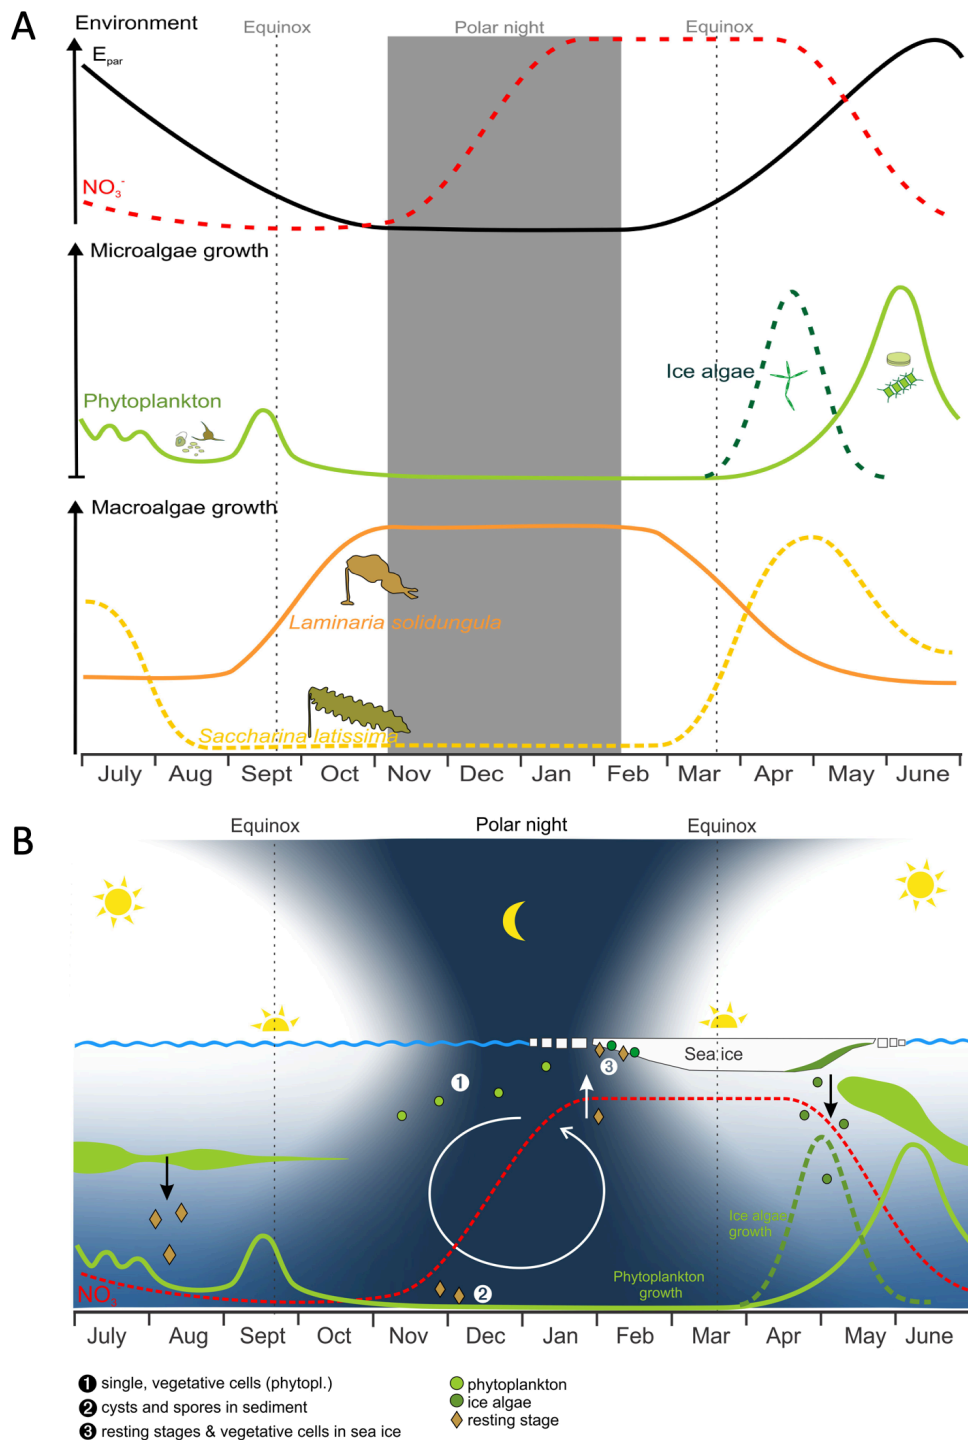 A
Environment
Equinox
Polar night
Equinox
E par
NO3-
Microalgae growth
Ice algae
Phytoplankton
Macroalgae growth
Laminaria solidungula
Saccharina latissima
July Aug Sept Oct Nov Dec Jan Feb Mar Apr May June
B
Equinox
Polar night
Equinox
Sea ice
1
3
Ice algae
growth
Phytoplankton
growth
NO3
2
July Aug Sept Oct Nov Dec Jan Feb Mar Apr May June
1 single, vegetative cells (phytopl.)
2 cysts and spores in sediment
3 resting stages & vegetative cells in sea ice
phytoplankton
ice algae
resting stage